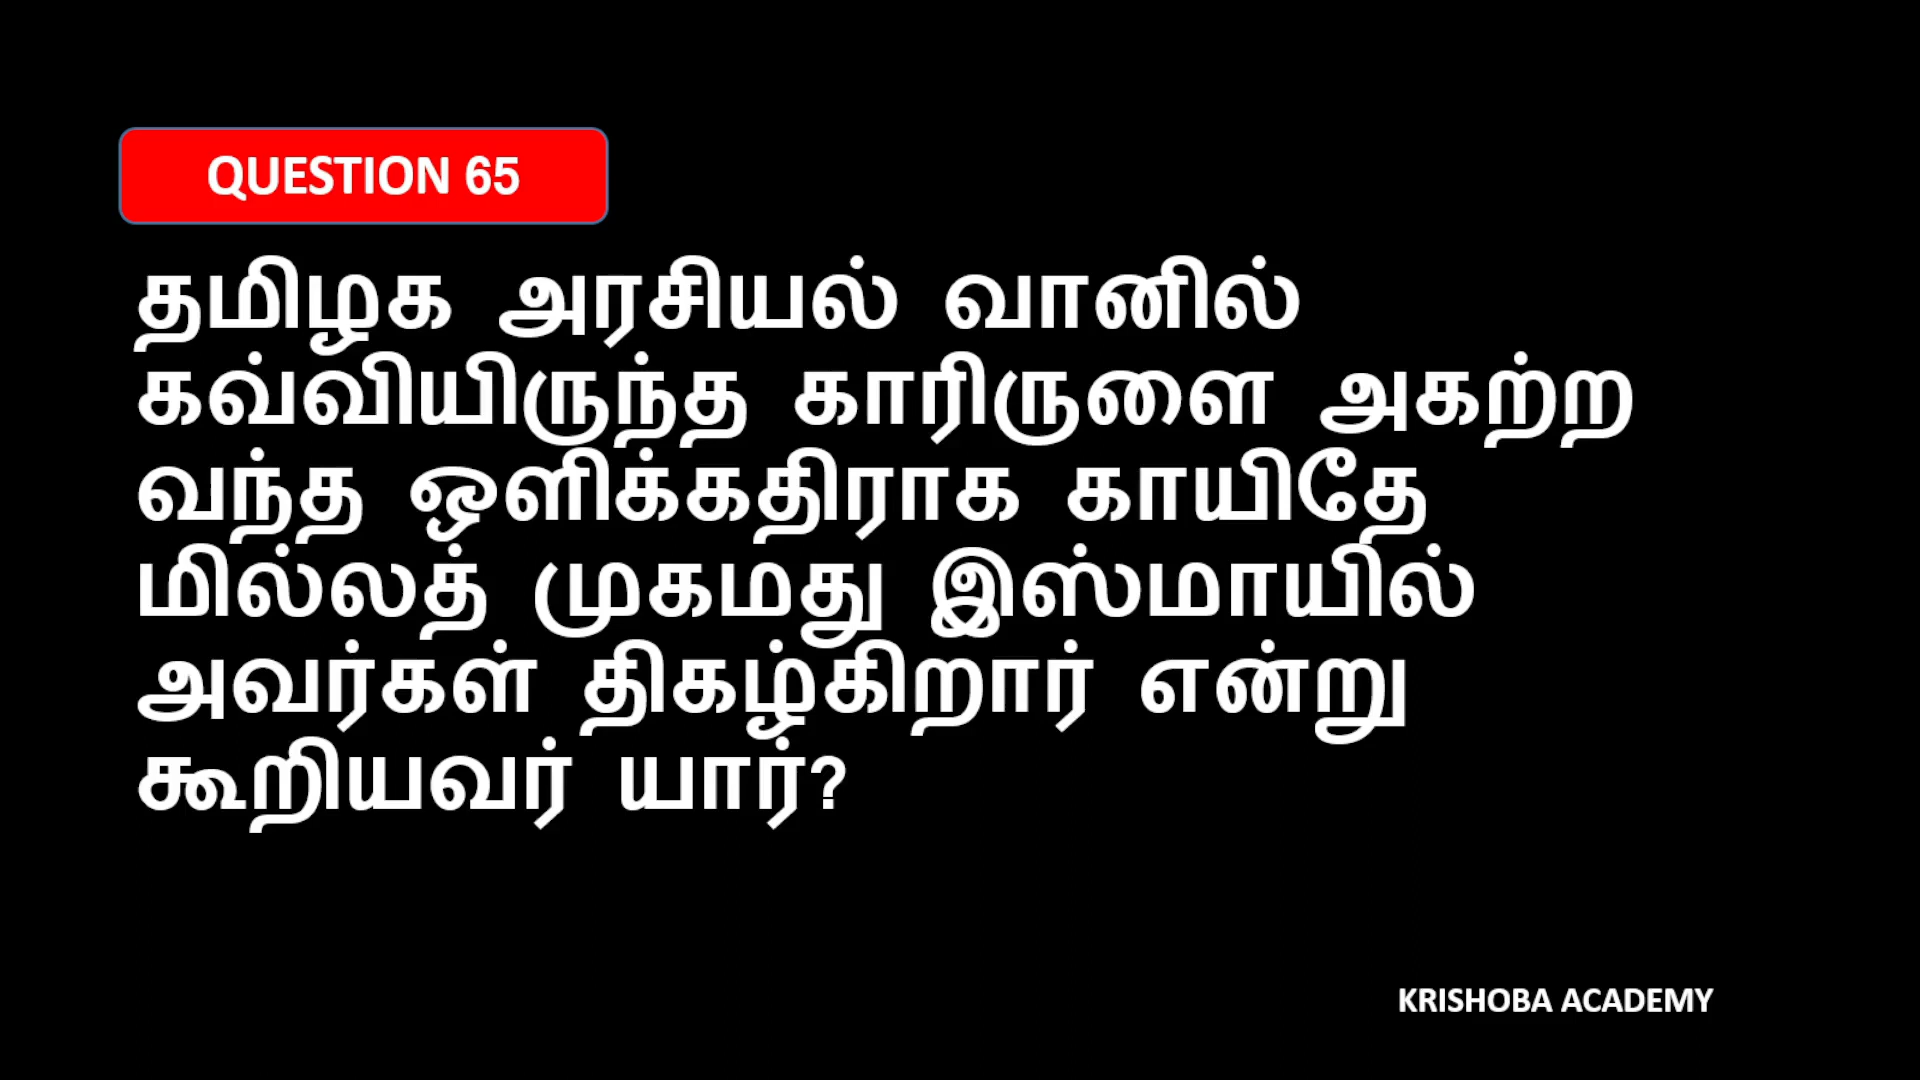 QUESTION 65
தமிழக அரசியல் வானில்
கவ்வியிருந்த காரிருளை அகற்ற
வந்த ஒளிக்கதிராக காயிதே
மில்லத் முகமது இஸ்மாயில்
அவர்கள் திகழ்கிறார் என்று
கூறியவர் யார்?
KRISHOBA ACADEMY